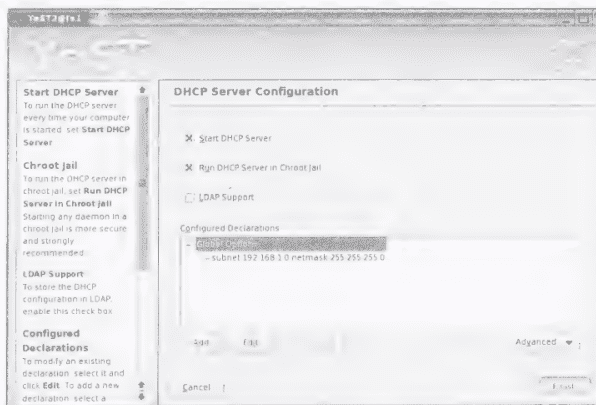 YaST
Start DHCP Server
To run the DHCP server
every time your computer
is started, set Start DHCP
Server
Chroot Jail
To run the DHCP server in
chroot jail, set Run DHCP
Server in Chroot Jail
Starting any daemon in a
chroot jail is more secure
and strongly
recommended
LDAP Support
To store the DHCP
configuration in LDAP,
enable this check box
Configured
Declarations
To modify an existing
declaration select it and
click Edit To add a new
declaration select a
DHCP Server Configuration
Start DHCP Server
Run DHCP Server in Chroot Jail
LDAP Support
Configured Declarations
Global Options
subnet 192.168.1.0 netmask 255.255.255.0
Add
Edit
Advanced
Cancel
Finish